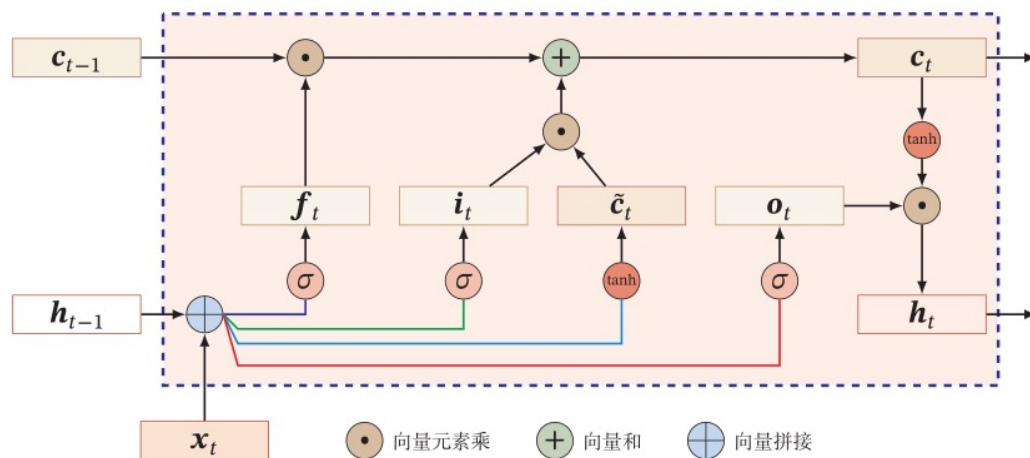 c_{t-1} c_t
tanh
f_t i_t c̃_t o_t
σ σ tanh σ
h_{t-1} h_t
x_t
向量元素乘 向量和 向量拼接